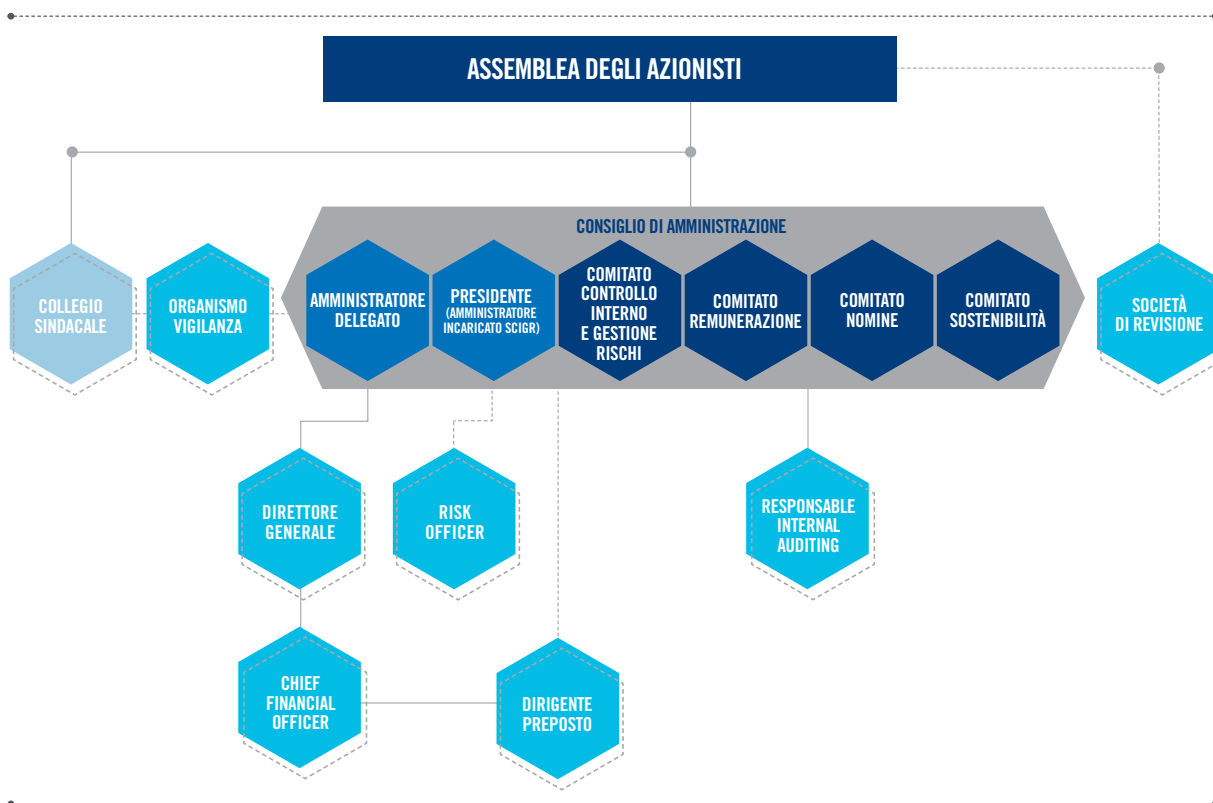 ASSEMBLEA DEGLI AZIONISTI
CONSIGLIO DI AMMINISTRAZIONE
COLLEGIO
SINDACALE
ORGANISMO
VIGILANZA
AMMINISTRATORE
DELEGATO
PRESIDENTE
(AMMINISTRATORE
INCARICATO SCIGR)
COMITATO
CONTROLLO
INTERNO
E GESTIONE
RISCHI
COMITATO
REMUNERAZIONE
COMITATO
NOMINE
COMITATO
SOSTENIBILITÀ
SOCIETÀ
DI REVISIONE
DIRETTORE
GENERALE
RISK
OFFICER
RESPONSABLE
INTERNAL
AUDITING
CHIEF
FINANCIAL
OFFICER
DIRIGENTE
PREPOSTO